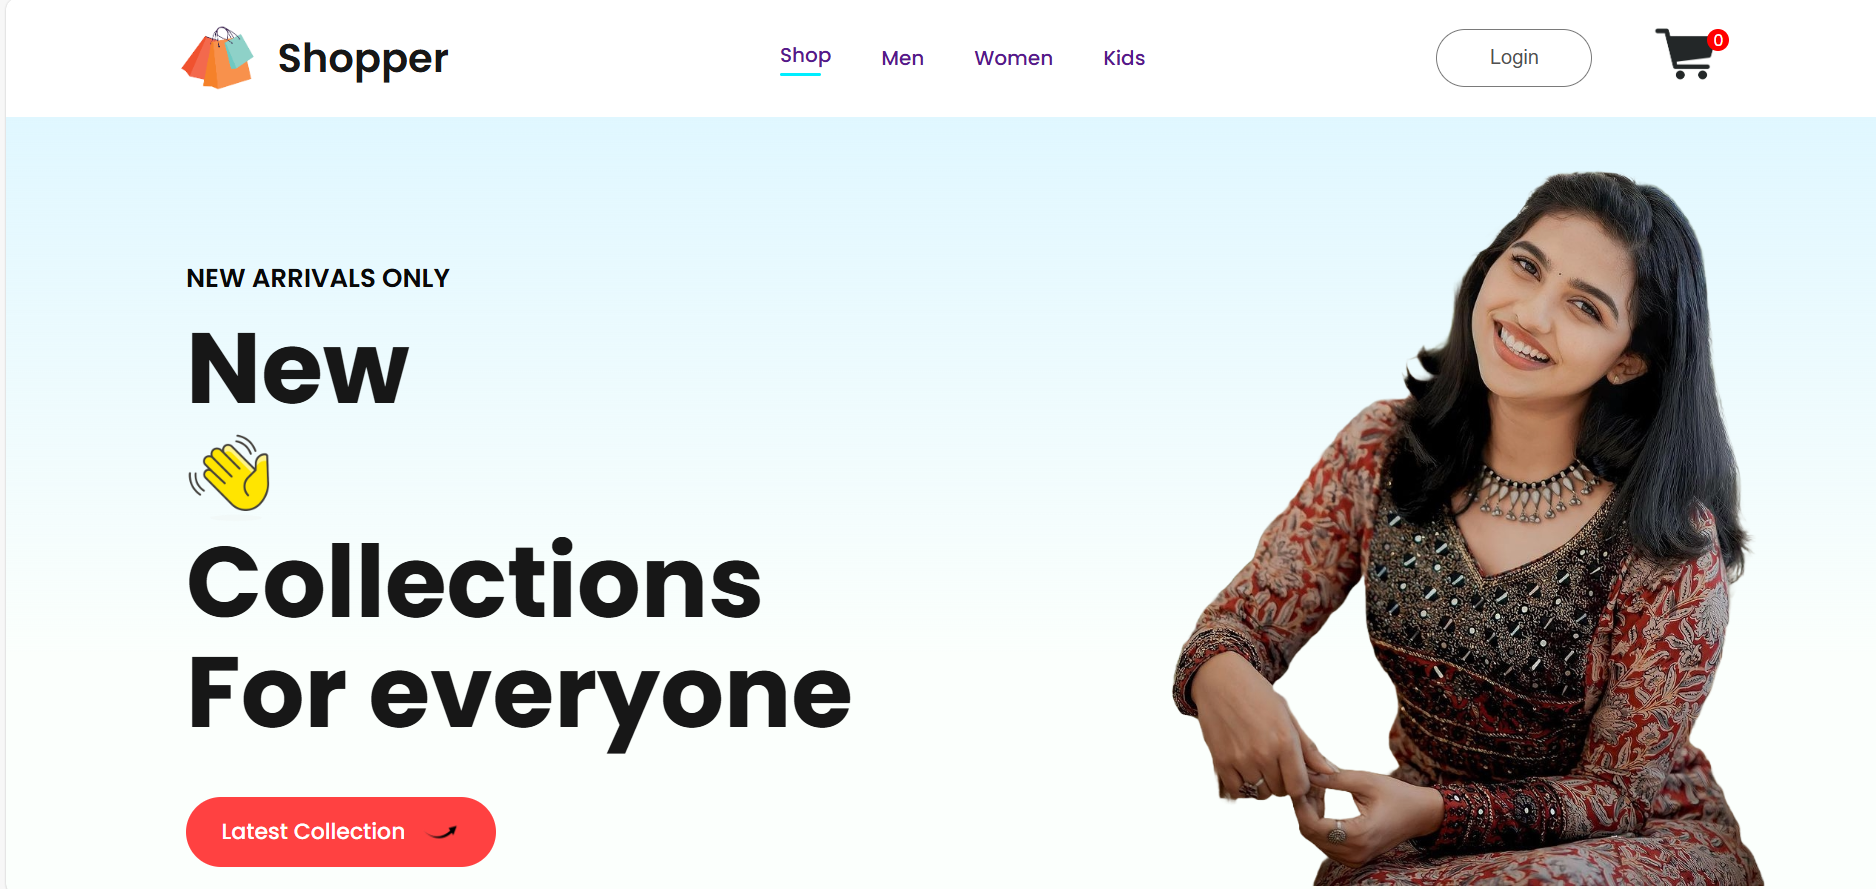 Shopper
Shop Men Women Kids
Login
0
NEW ARRIVALS ONLY
New
Collections
For everyone
Latest Collection